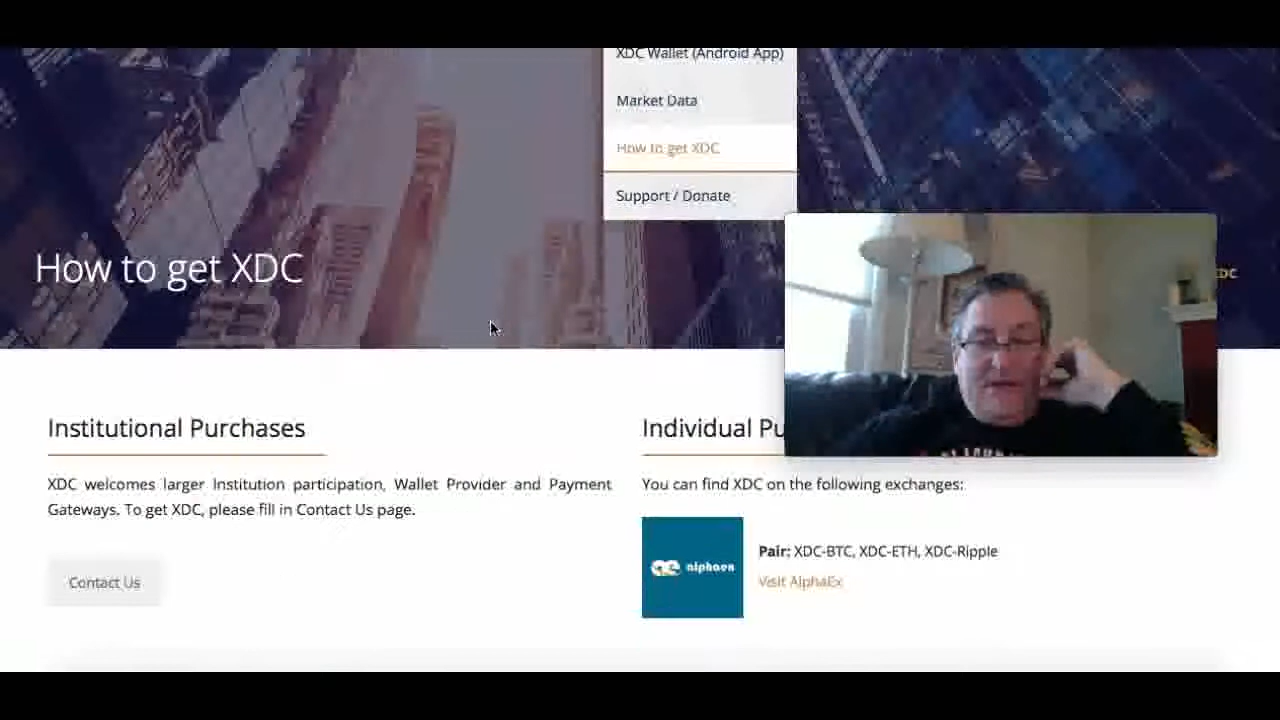 XDC Wallet (Android App)
Market Data
How to get XDC
Support / Donate
How to get XDC
Institutional Purchases
XDC welcomes larger Institution participation, Wallet Provider and Payment
Gateways. To get XDC, please fill in Contact Us page.
Contact Us
Individual Pu
You can find XDC on the following exchanges:
alphaex
Pair: XDC-BTC, XDC-ETH, XDC-Ripple
Visit AlphaEx